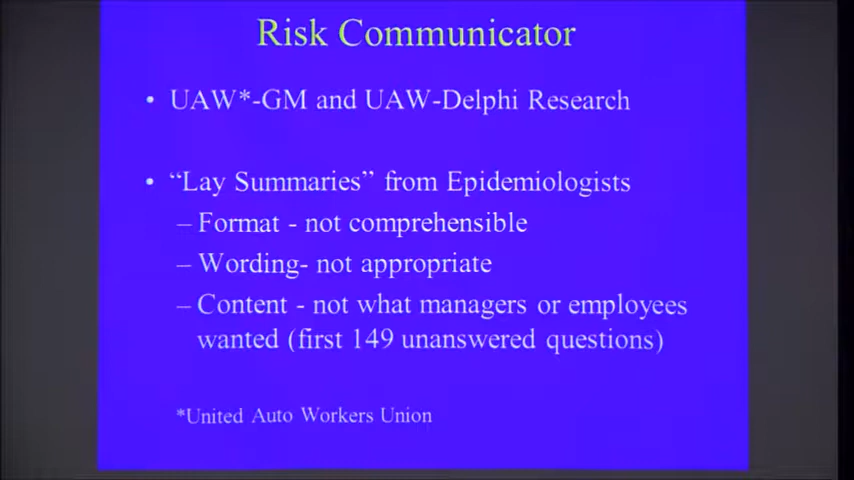 Risk Communicator
• UAW*-GM and UAW-Delphi Research
• “Lay Summaries” from Epidemiologists
– Format - not comprehensible
– Wording- not appropriate
– Content - not what managers or employees
wanted (first 149 unanswered questions)
*United Auto Workers Union